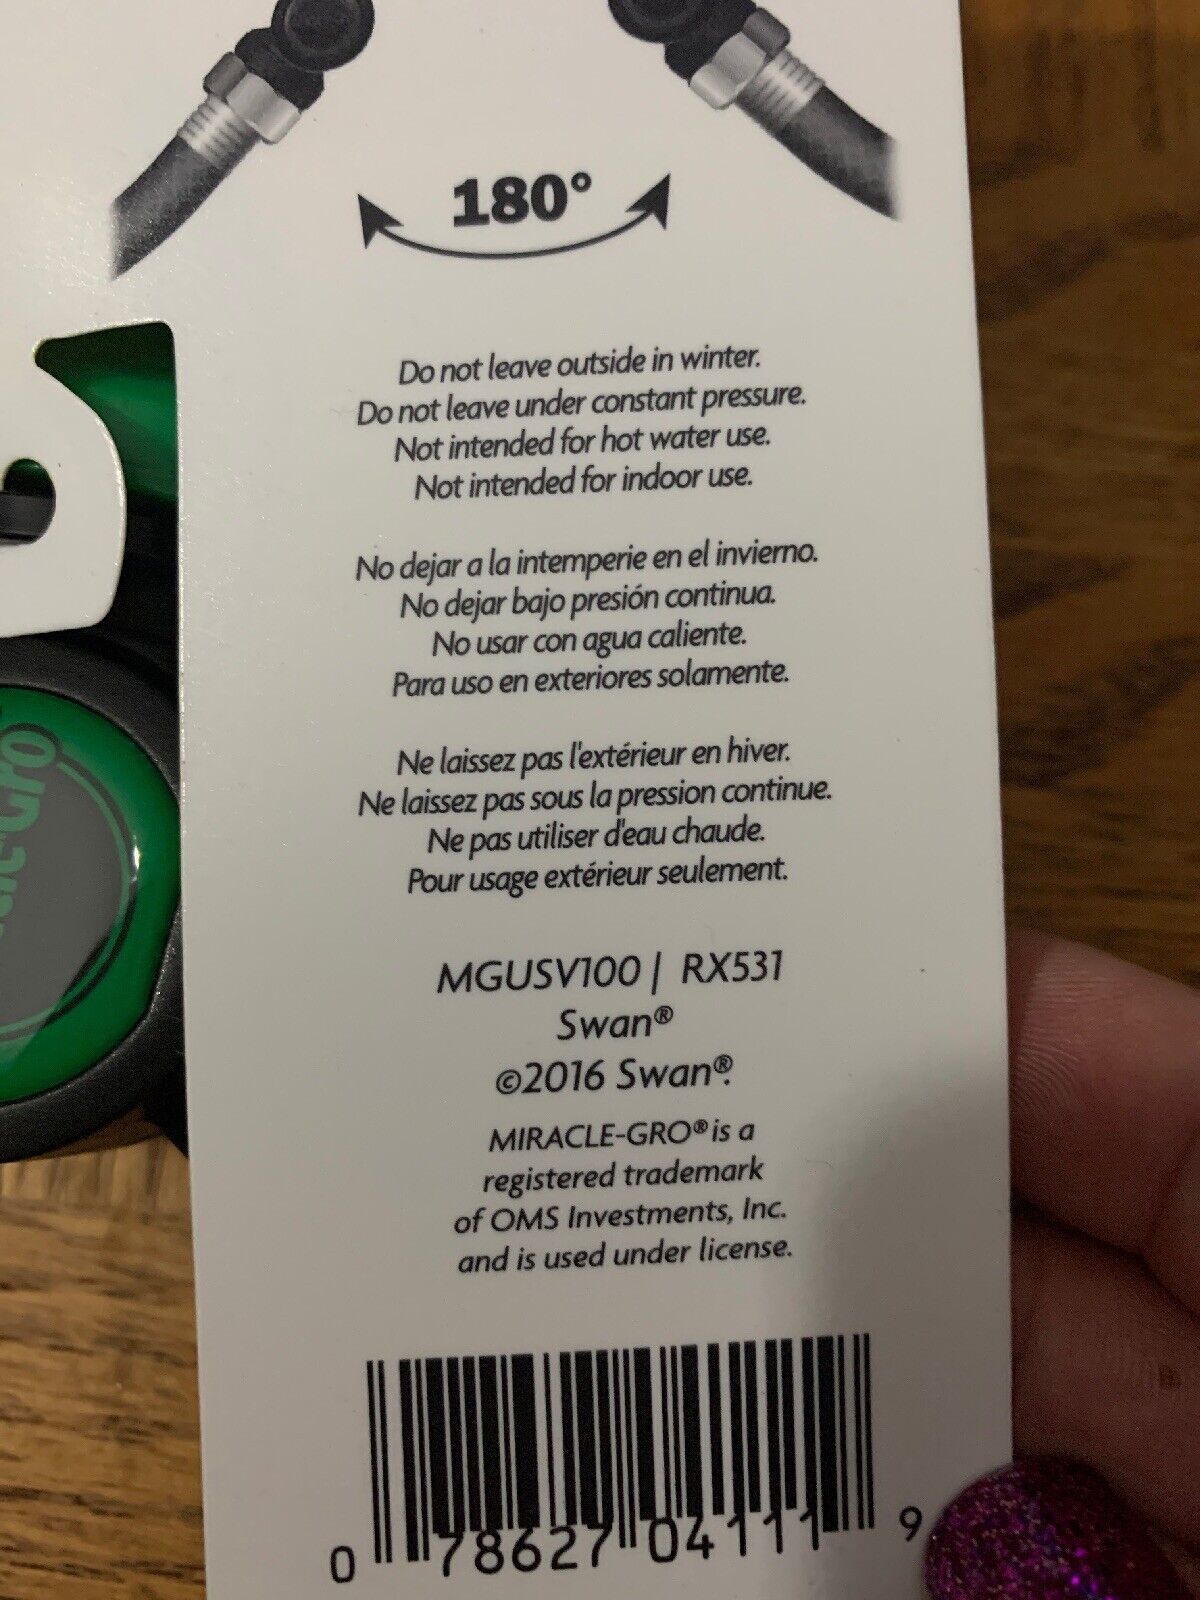 180°
Do not leave outside in winter.
Do not leave under constant pressure.
Not intended for hot water use.
Not intended for indoor use.
No dejar a la intemperie en el invierno.
No dejar bajo presión continua.
No usar con agua caliente.
Para uso en exteriores solamente.
Ne laissez pas l'extérieur en hiver.
Ne laissez pas sous la pression continue.
Ne pas utiliser d'eau chaude.
Pour usage extérieur seulement.
MGUSV100 | RX531
Swan®
©2016 Swan®.
MIRACLE-GRO® is a
registered trademark
of OMS Investments, Inc.
and is used under license.
0 78627 04111 9